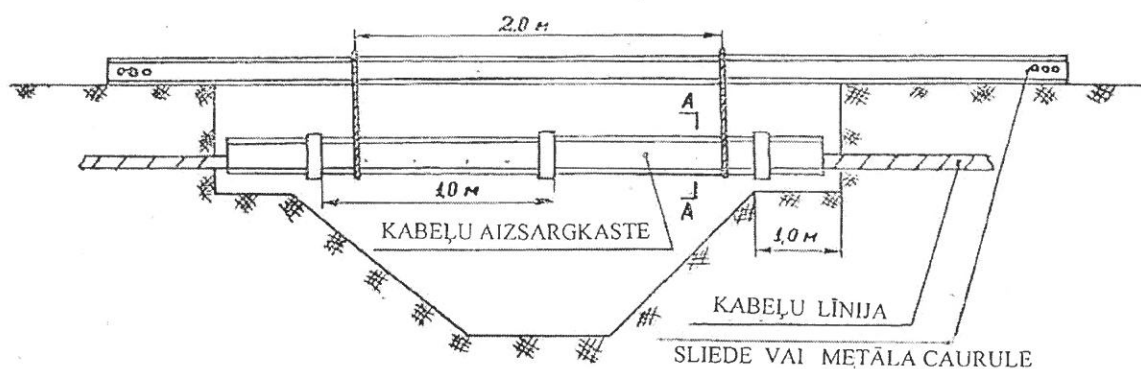 2,0 м
A
1,0 м
A
KABEĻU AIZSARGKASTE
1,0 м
KABEĻU LĪNIJA
SLIEDE VAI METĀLA CAURULE